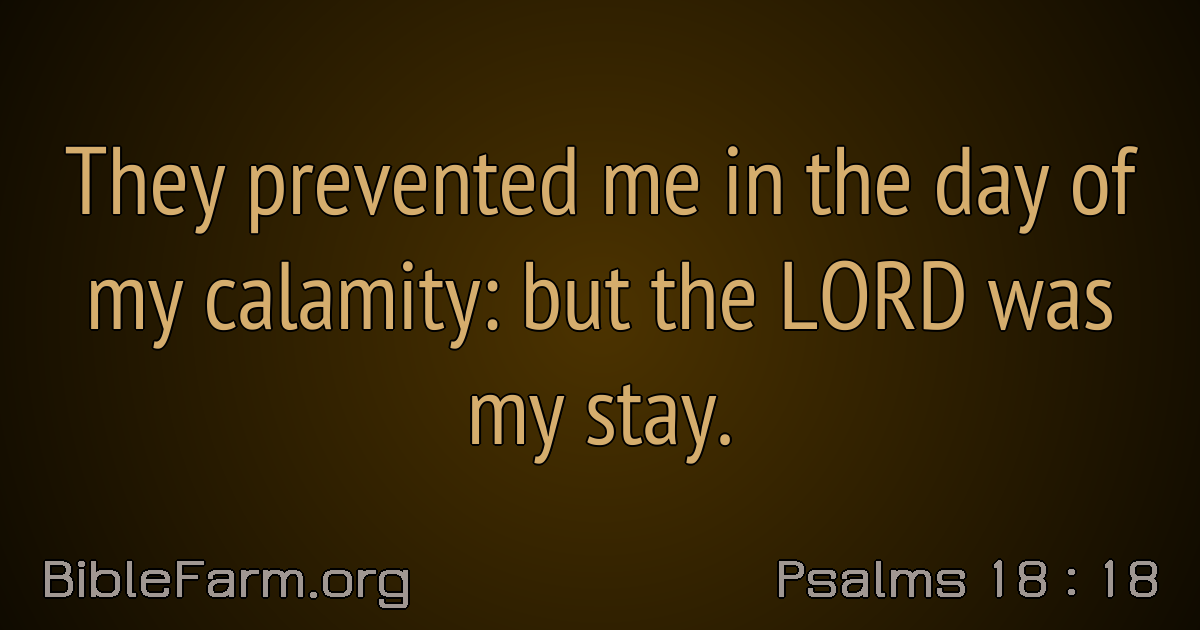 They prevented me in the day of
my calamity: but the LORD was
my stay.
BibleFarm.org
Psalms 18 : 18